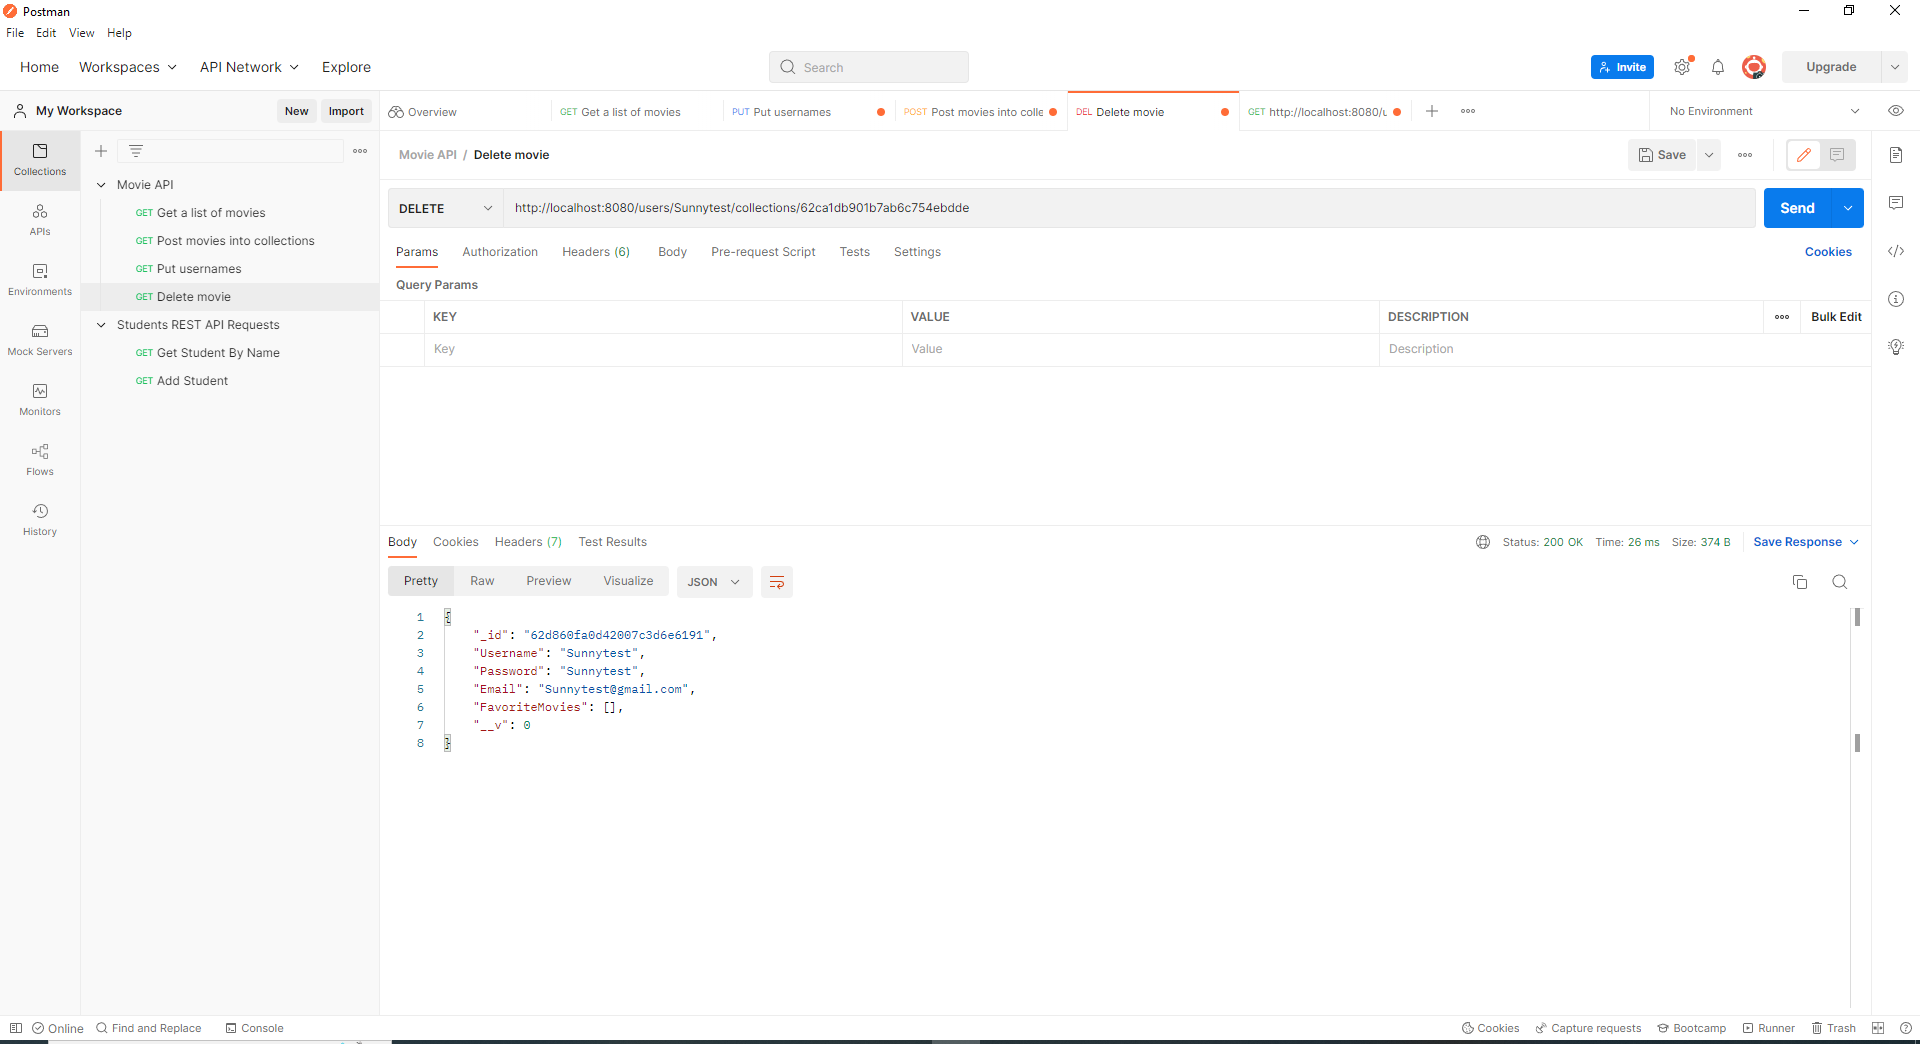 Postman
File Edit View Help
Home Workspaces API Network Explore
Search
Invite
Upgrade
My Workspace
New Import
Overview
GET Get a list of movies
PUT Put usernames
POST Post movies into colle
DEL Delete movie
GET http://localhost:8080/u
No Environment
Collections
APIs
Environments
Mock Servers
Monitors
Flows
History
Movie API
GET Get a list of movies
GET Post movies into collections
GET Put usernames
GET Delete movie
Students REST API Requests
GET Get Student By Name
GET Add Student
Movie API / Delete movie
Save
DELETE http://localhost:8080/users/Sunnytest/collections/62ca1db901b7ab6c754ebdde
Send
Params Authorization Headers (6) Body Pre-request Script Tests Settings
Cookies
Query Params
KEY VALUE DESCRIPTION
Bulk Edit
Key Value Description
Body Cookies Headers (7) Test Results
Status: 200 OK Time: 26 ms Size: 374 B Save Response
Pretty Raw Preview Visualize JSON
1 {
2 "_id": "62d860fa0d42007c3d6e6191",
3 "Username": "Sunnytest",
4 "Password": "Sunnytest",
5 "Email": "Sunnytest@gmail.com",
6 "FavoriteMovies": [],
7 "__v": 0
8 }
Online Find and Replace Console
Cookies Capture requests Bootcamp Runner Trash